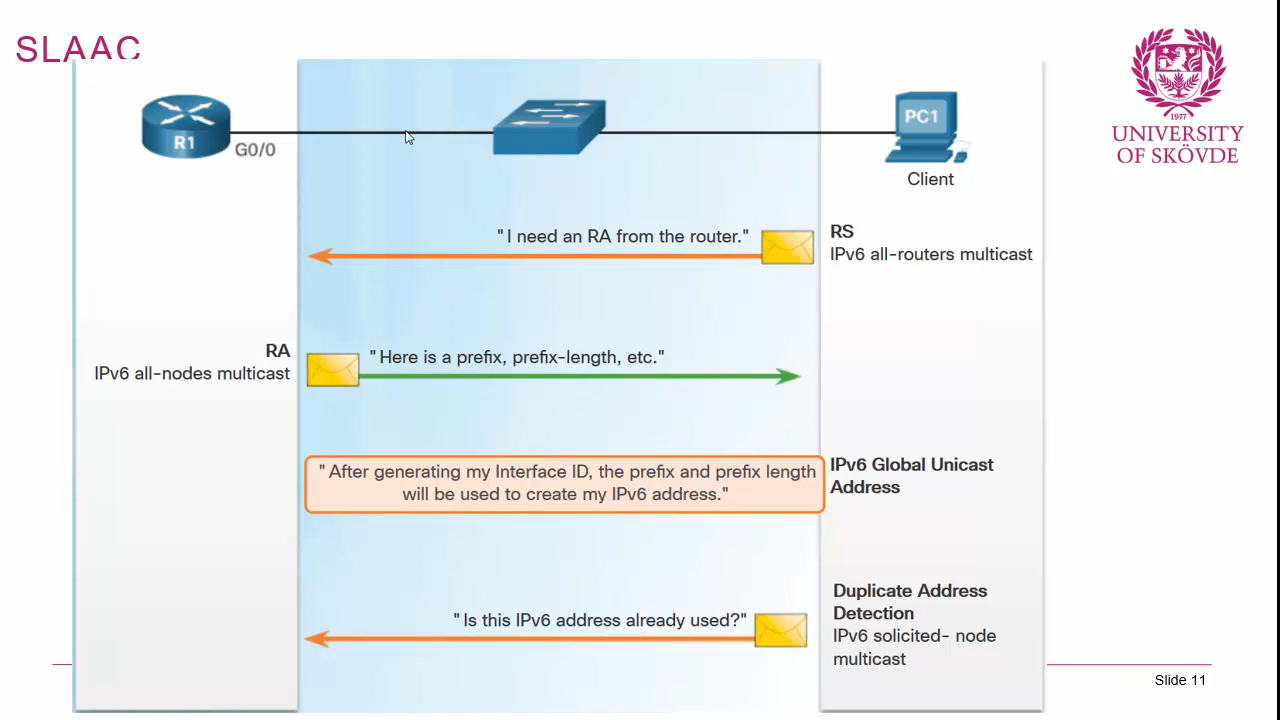 SLAAC
R1
G0/0
PC1
Client
1977
UNIVERSITY
OF SKÖVDE
"I need an RA from the router."
RS
IPv6 all-routers multicast
RA
IPv6 all-nodes multicast
"Here is a prefix, prefix-length, etc."
"After generating my Interface ID, the prefix and prefix length
will be used to create my IPv6 address."
IPv6 Global Unicast
Address
"Is this IPv6 address already used?"
Duplicate Address
Detection
IPv6 solicited- node
multicast
Slide 11